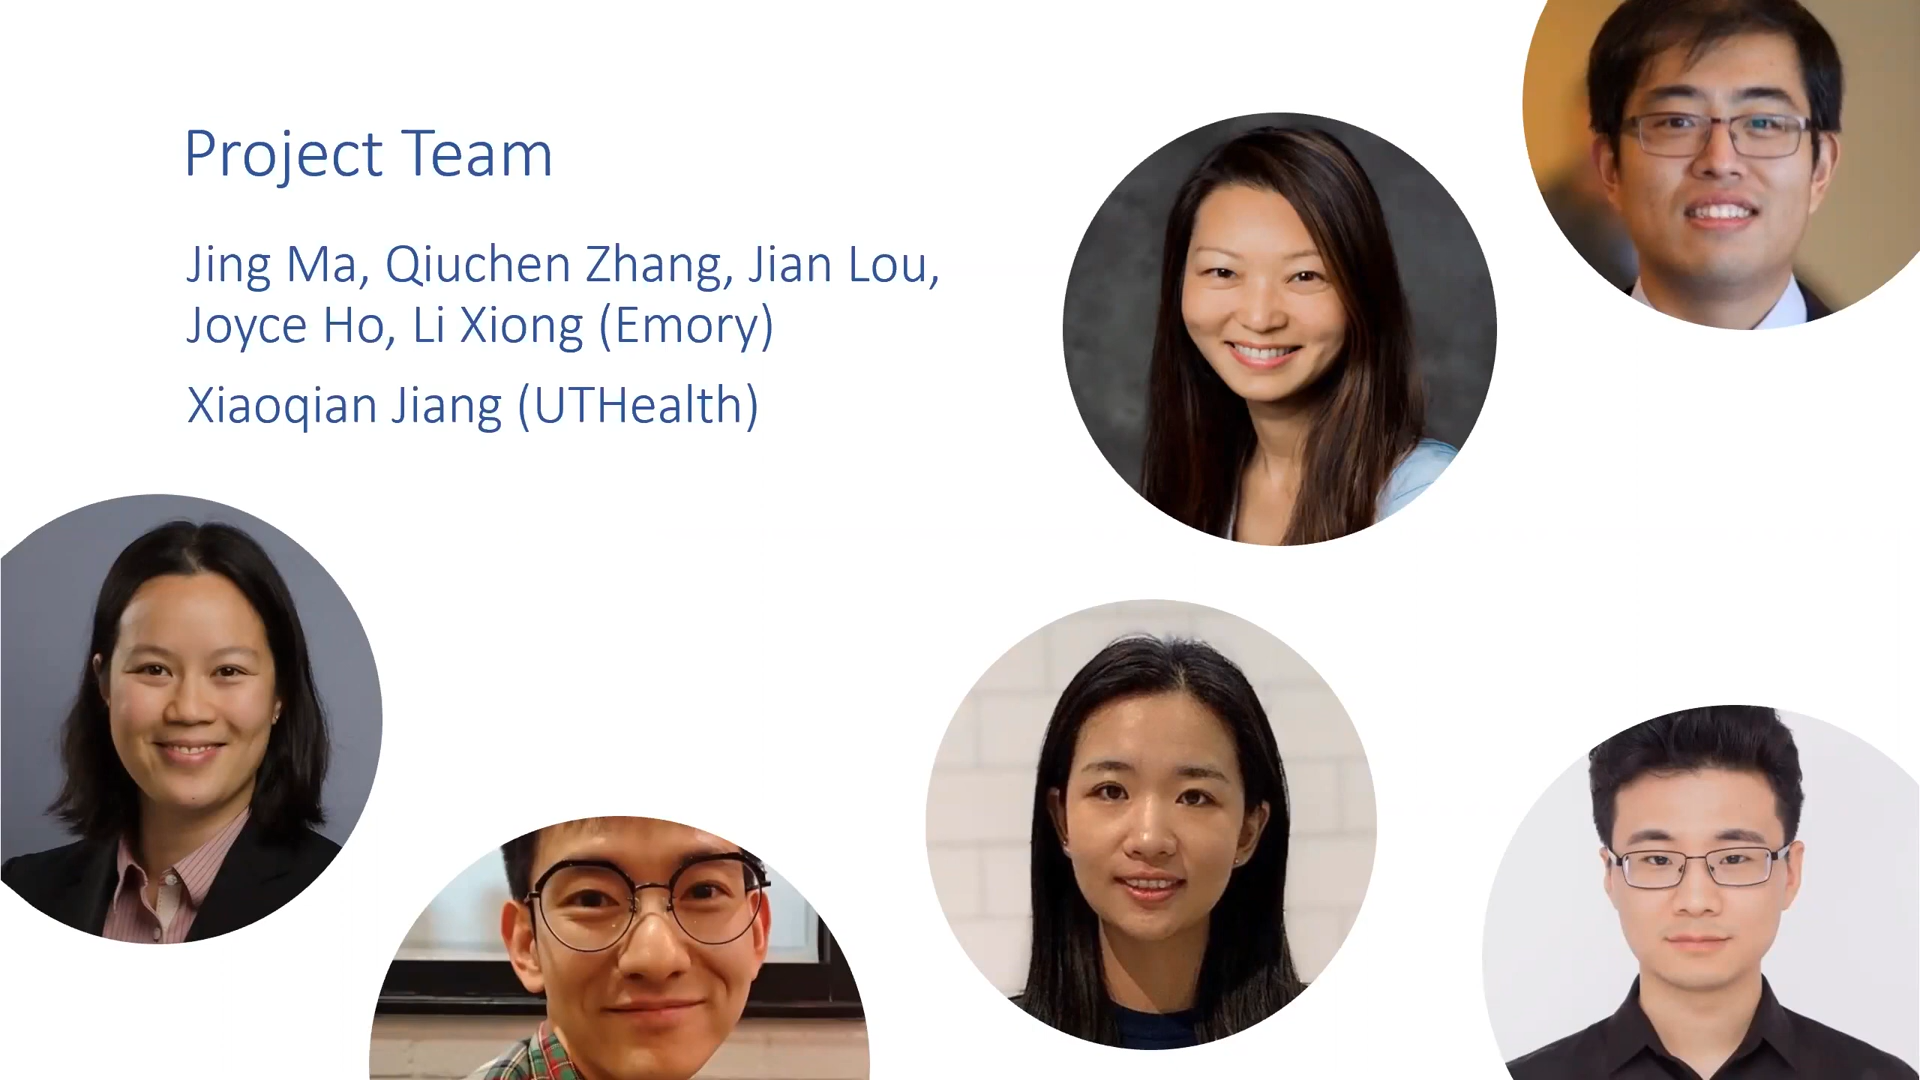 Project Team
Jing Ma, Qiuchen Zhang, Jian Lou,
Joyce Ho, Li Xiong (Emory)
Xiaoqian Jiang (UTHealth)